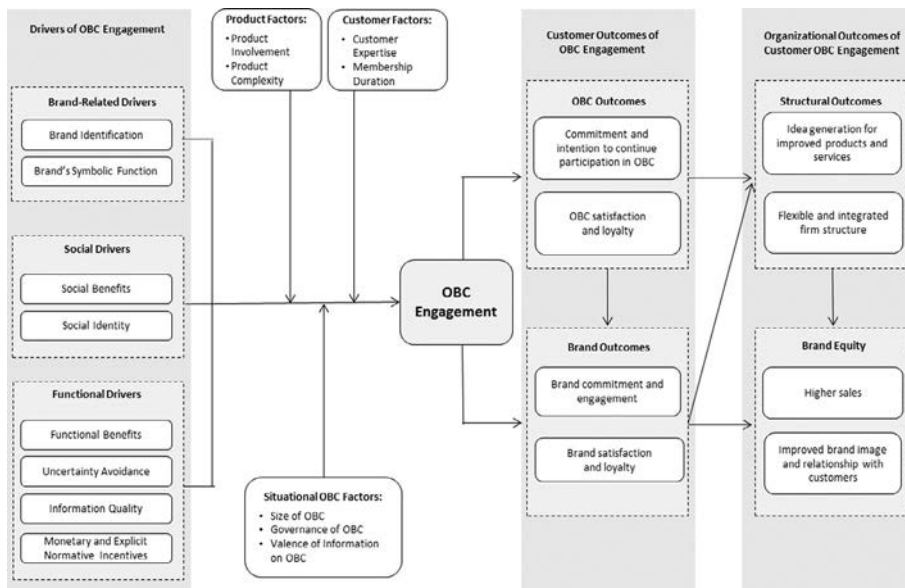 Drivers of OBC Engagement
Brand-Related Drivers
Brand Identification
Brand's Symbolic Function
Social Drivers
Social Benefits
Social Identity
Functional Drivers
Functional Benefits
Uncertainty Avoidance
Information Quality
Monetary and Explicit
Normative Incentives
Product Factors:
• Product
Involvement
• Product
Complexity
Customer Factors:
• Customer
Expertise
• Membership
Duration
Situational OBC Factors:
• Size of OBC
• Governance of OBC
• Valence of Information
on OBC
OBC
Engagement
Customer Outcomes of
OBC Engagement
OBC Outcomes
Commitment and
intention to continue
participation in OBC
OBC satisfaction
and loyalty
Brand Outcomes
Brand commitment and
engagement
Brand satisfaction
and loyalty
Organizational Outcomes of
Customer OBC Engagement
Structural Outcomes
Idea generation for
improved products and
services
Flexible and integrated
firm structure
Brand Equity
Higher sales
Improved brand image
and relationship with
customers